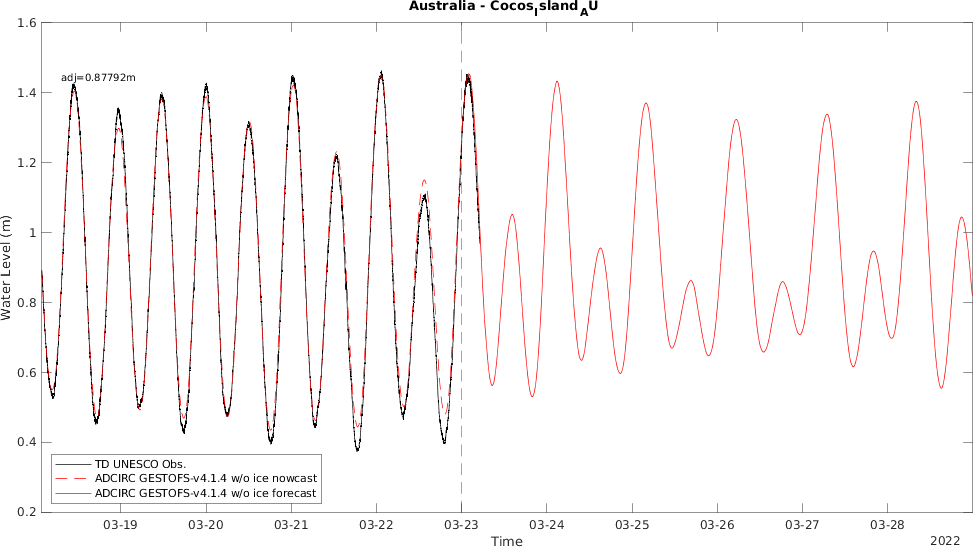 Australia - Cocos_Island_AU
1.6
1.4
1.2
1
0.8
0.6
0.4
0.2
Water Level (m)
adj=0.87792m
TD UNESCO Obs.
ADCIRC GESTOFS-v4.1.4 w/o ice nowcast
ADCIRC GESTOFS-v4.1.4 w/o ice forecast
03-19 03-20 03-21 03-22 03-23 03-24 03-25 03-26 03-27 03-28
Time
2022